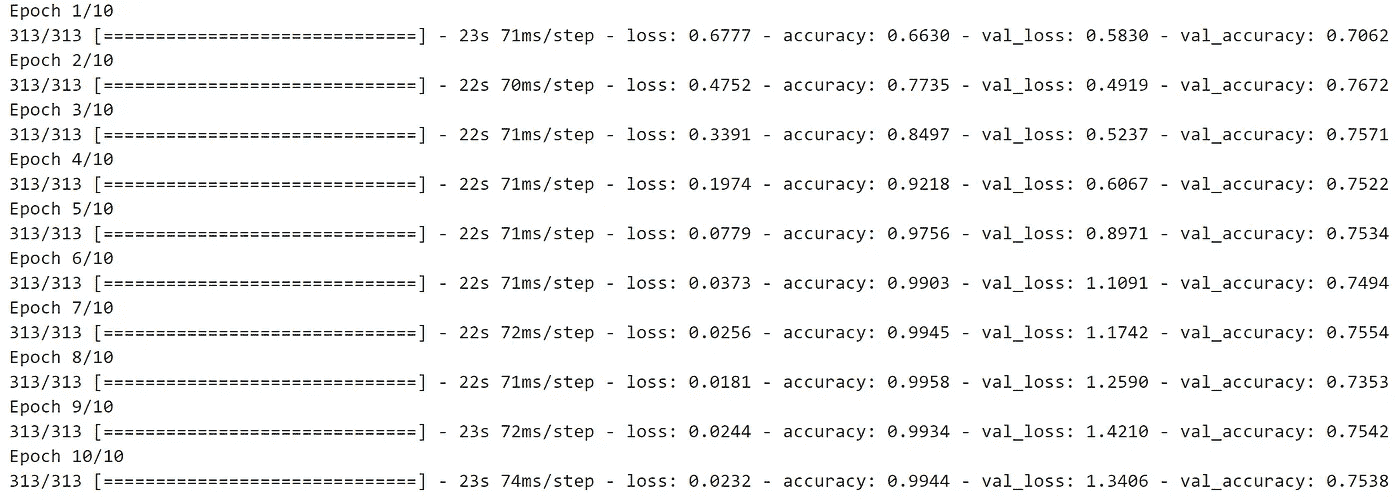 Epoch 1/10
313/313 [==============================] - 23s 71ms/step - loss: 0.6777 - accuracy: 0.6630 - val_loss: 0.5830 - val_accuracy: 0.7062
Epoch 2/10
313/313 [==============================] - 22s 70ms/step - loss: 0.4752 - accuracy: 0.7735 - val_loss: 0.4919 - val_accuracy: 0.7672
Epoch 3/10
313/313 [==============================] - 22s 71ms/step - loss: 0.3391 - accuracy: 0.8497 - val_loss: 0.5237 - val_accuracy: 0.7571
Epoch 4/10
313/313 [==============================] - 22s 71ms/step - loss: 0.1974 - accuracy: 0.9218 - val_loss: 0.6067 - val_accuracy: 0.7522
Epoch 5/10
313/313 [==============================] - 22s 71ms/step - loss: 0.0779 - accuracy: 0.9756 - val_loss: 0.8971 - val_accuracy: 0.7534
Epoch 6/10
313/313 [==============================] - 22s 71ms/step - loss: 0.0373 - accuracy: 0.9903 - val_loss: 1.1091 - val_accuracy: 0.7494
Epoch 7/10
313/313 [==============================] - 22s 72ms/step - loss: 0.0256 - accuracy: 0.9945 - val_loss: 1.1742 - val_accuracy: 0.7554
Epoch 8/10
313/313 [==============================] - 22s 71ms/step - loss: 0.0181 - accuracy: 0.9958 - val_loss: 1.2590 - val_accuracy: 0.7353
Epoch 9/10
313/313 [==============================] - 23s 72ms/step - loss: 0.0244 - accuracy: 0.9934 - val_loss: 1.4210 - val_accuracy: 0.7542
Epoch 10/10
313/313 [==============================] - 23s 74ms/step - loss: 0.0232 - accuracy: 0.9944 - val_loss: 1.3406 - val_accuracy: 0.7538